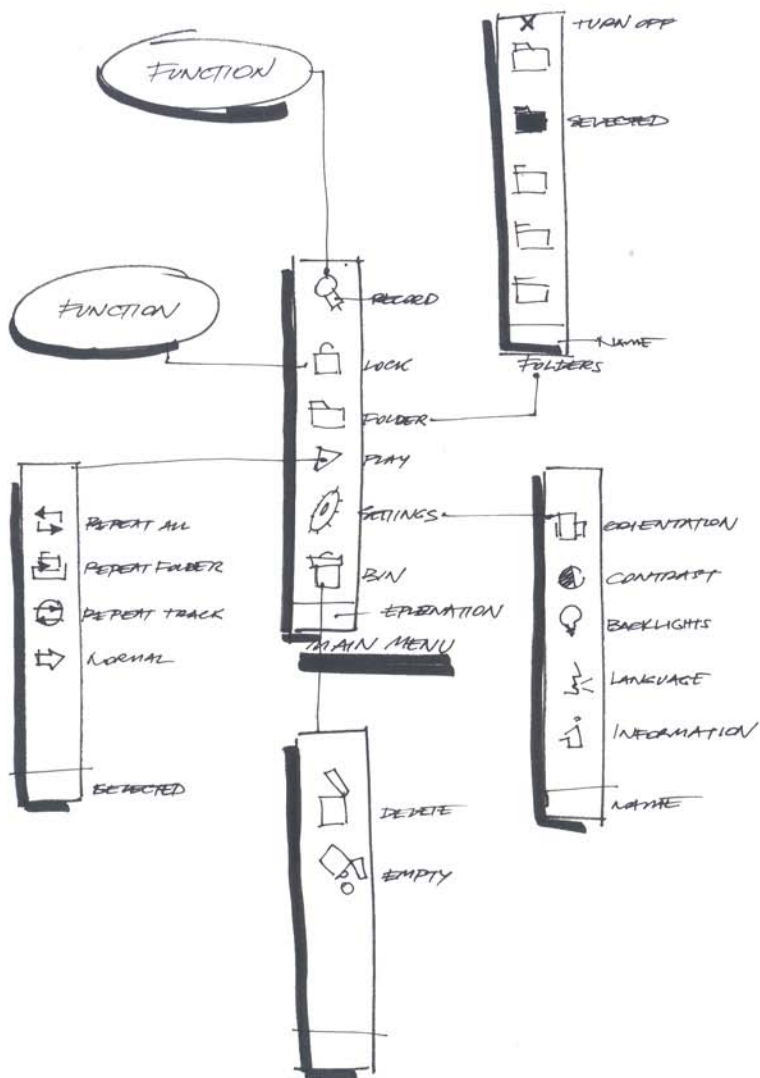 FUNCTION
FUNCTION
RECORD
LOCK
FOLDER
PLAY
SETTINGS
BIN
EPLENATION
MAIN MENU
TURN OFF
SELECTED
NAME
FOLDERS
REPEAT ALL
REPEAT FOLDER
REPEAT TRACK
NORMAL
SELECTED
ORIENTATION
CONTRAST
BACKLIGHTS
LANGUAGE
INFORMATION
NAME
DELETE
EMPTY